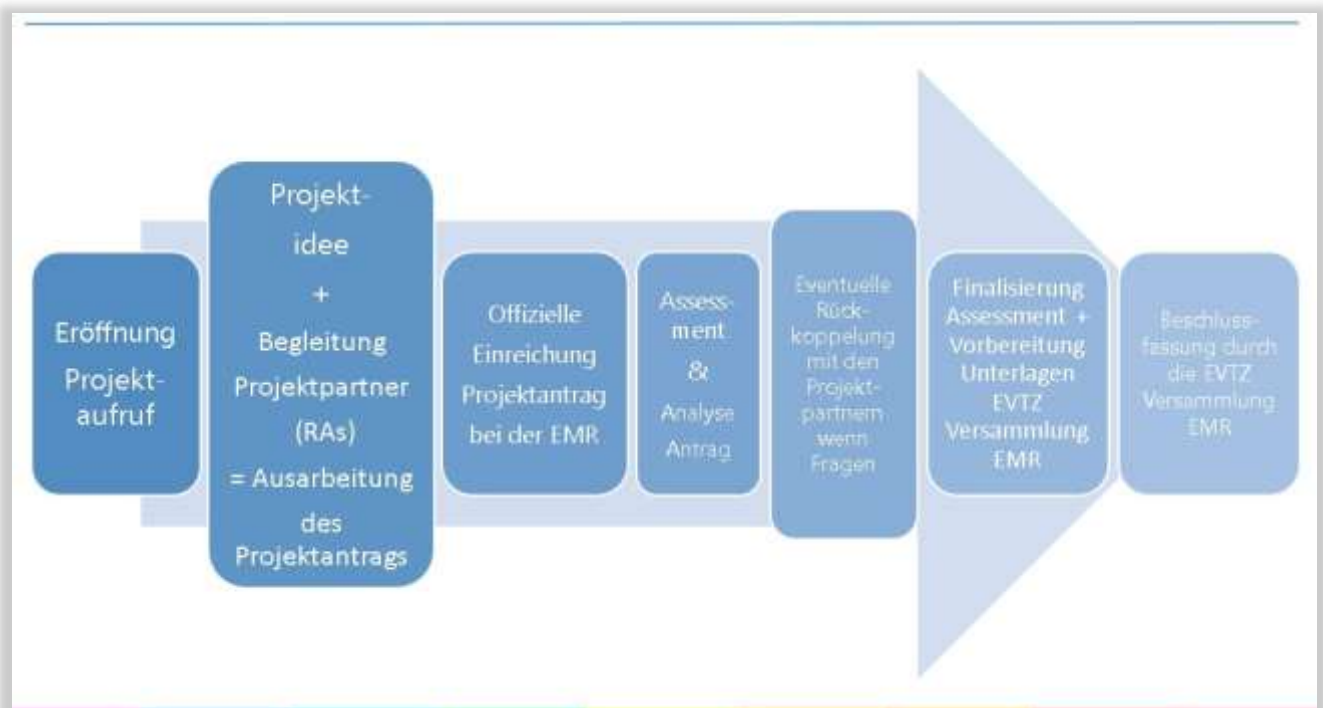 Eröffnung
Projekt-
aufruf
Projekt-
idee
+
Begleitung
Projektpartner
(RAs)
= Ausarbeitung
des
Projektantrags
Offizielle
Einreichung
Projektantrag
bei der EMR
Assess-
ment
&
Analyse
Antrag
Eventuelle
Rück-
koppelung
mit den
Projekt-
partnern
wenn
Fragen
Finalisierung
Assessment +
Vorbereitung
Unterlagen
EVTZ
Versammlung
EMR
Beschluss-
fassung durch
die EVTZ
Versammlung
EMR